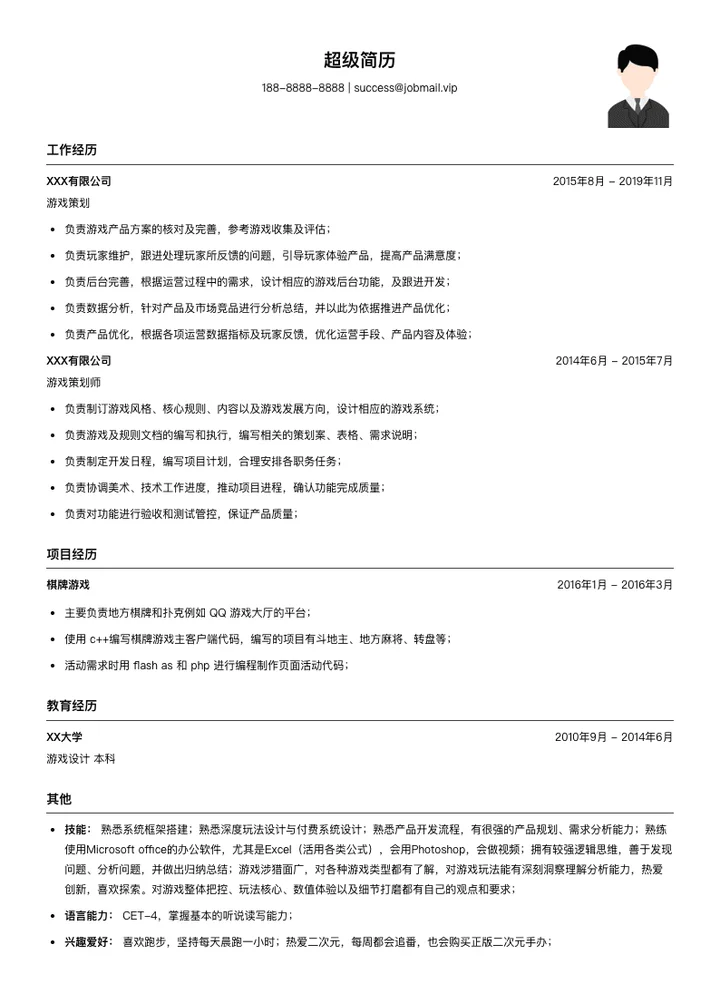 超级简历
188-8888-8888 | success@jobmail.vip
工作经历
XXX有限公司 2015年8月 – 2019年11月
游戏策划
• 负责游戏产品方案的核对及完善，参考游戏收集及评估；
• 负责玩家维护，跟进处理玩家所反馈的问题，引导玩家体验产品，提高产品满意度；
• 负责后台完善，根据运营过程中的需求，设计相应的游戏后台功能，及跟进开发；
• 负责数据分析，针对产品及市场竞品进行分析总结，并以此为依据推进产品优化；
• 负责产品优化，根据各项运营数据指标及玩家反馈，优化运营手段、产品内容及体验；
XXX有限公司 2014年6月 – 2015年7月
游戏策划师
• 负责制订游戏风格、核心规则、内容以及游戏发展方向，设计相应的游戏系统；
• 负责游戏及规则文档的编写和执行，编写相关的策划案、表格、需求说明；
• 负责制定开发日程，编写项目计划，合理安排各职务任务；
• 负责协调美术、技术工作进度，推动项目进程，确认功能完成质量；
• 负责对功能进行验收和测试管控，保证产品质量；
项目经历
棋牌游戏 2016年1月 – 2016年3月
• 主要负责地方棋牌和扑克例如 QQ 游戏大厅的平台；
• 使用 c++编写棋牌游戏主客户端代码，编写的项目有斗地主、地方麻将、转盘等；
• 活动需求时用 flash as 和 php 进行编程制作页面活动代码；
教育经历
XX大学 2010年9月 – 2014年6月
游戏设计 本科
其他
• 技能： 熟悉系统框架搭建；熟悉深度玩法设计与付费系统设计；熟悉产品开发流程，有很强的产品规划、需求分析能力；熟练
使用Microsoft office的办公软件，尤其是Excel（活用各类公式），会用Photoshop，会做视频；拥有较强逻辑思维，善于发现
问题、分析问题，并做出归纳总结；游戏涉猎面广，对各种游戏类型都有了解，对游戏玩法能有深刻洞察理解分析能力，热爱
创新，喜欢探索。对游戏整体把控、玩法核心、数值体验以及细节打磨都有自己的观点和要求；
• 语言能力： CET-4，掌握基本的听说读写能力；
• 兴趣爱好： 喜欢跑步，坚持每天晨跑一小时；热爱二次元，每周都会追番，也会购买正版二次元手办；